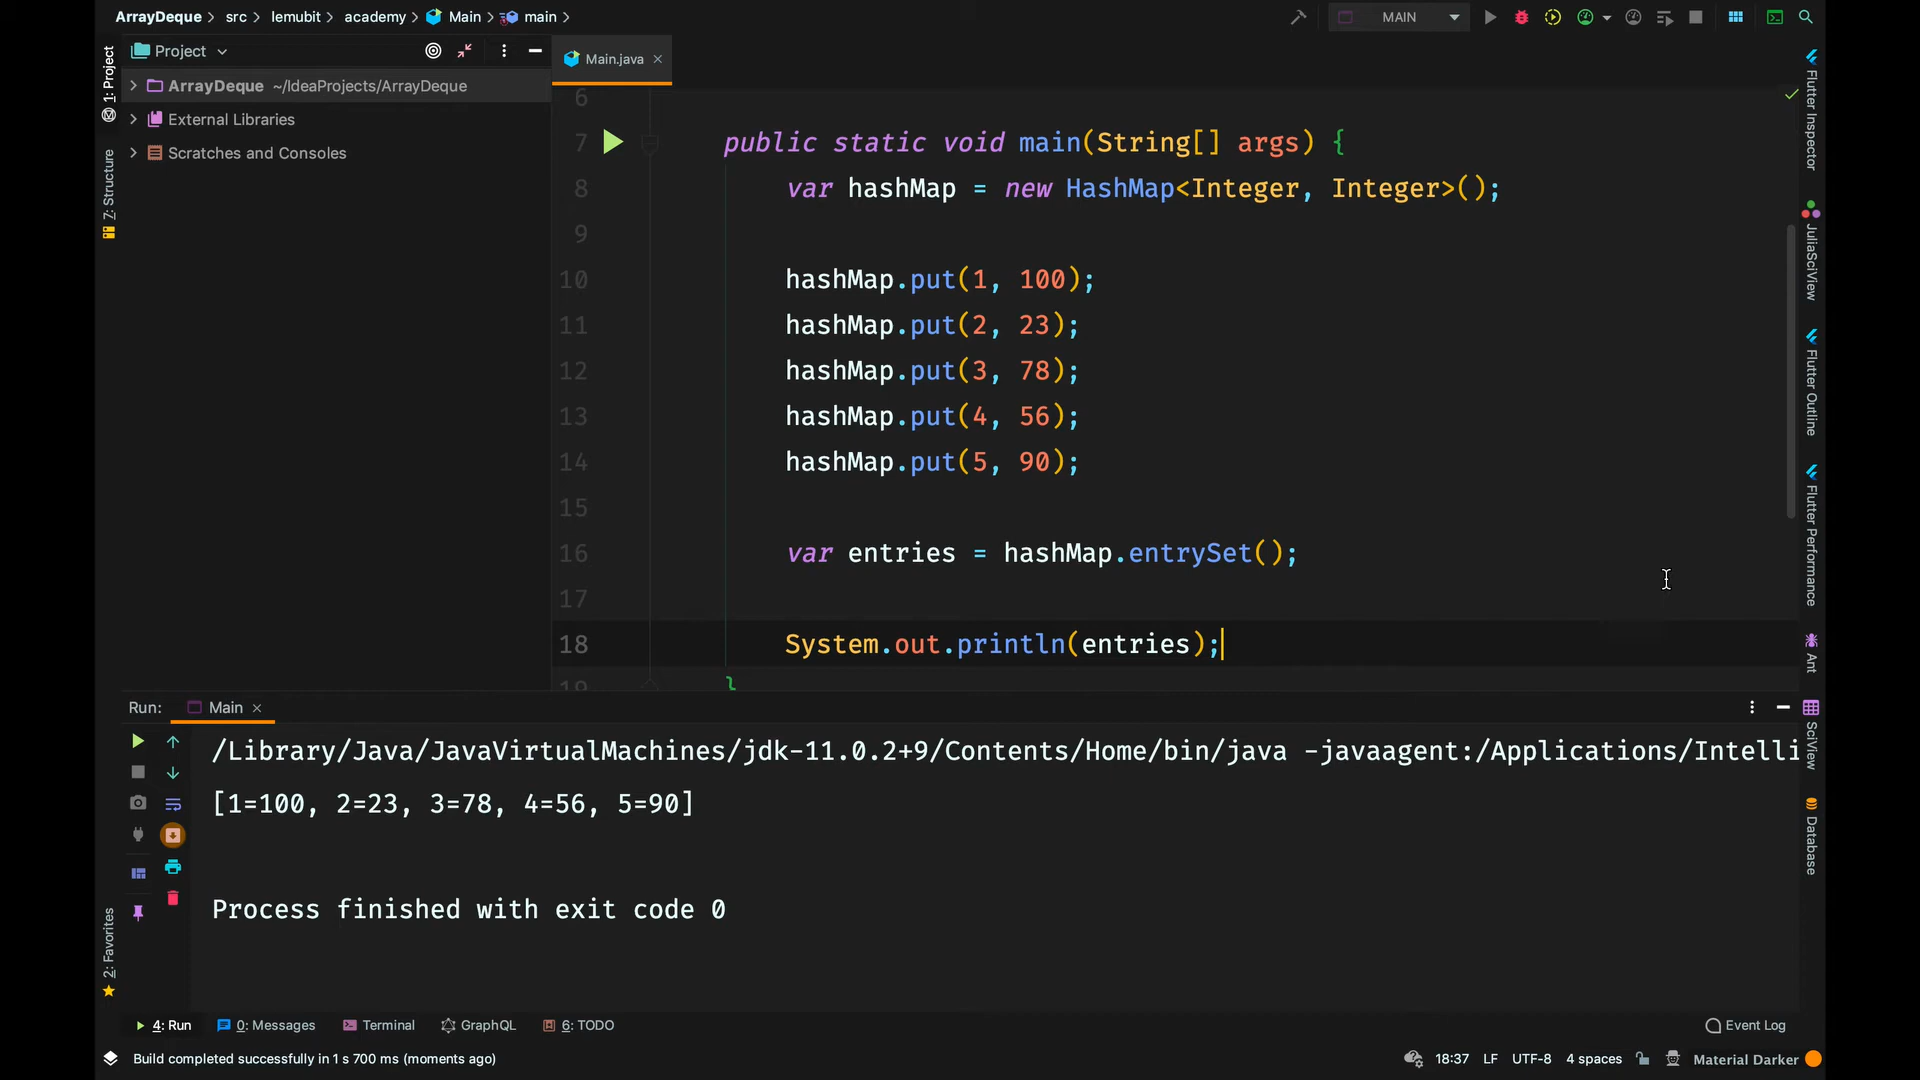 ArrayDeque > src > lemubit > academy > Main > main >
MAIN
1: Project
7: Structure
2: Favorites
Project
ArrayDeque ~/IdeaProjects/ArrayDeque
External Libraries
Scratches and Consoles
Main.java
6
7 public static void main(String[] args) {
8 var hashMap = new HashMap<Integer, Integer>();
9
10 hashMap.put(1, 100);
11 hashMap.put(2, 23);
12 hashMap.put(3, 78);
13 hashMap.put(4, 56);
14 hashMap.put(5, 90);
15
16 var entries = hashMap.entrySet();
17
18 System.out.println(entries);
19 }
Flutter Inspector
JuliaSciView
Flutter Outline
Flutter Performance
Ant
SciView
Database
Run: Main
/Library/Java/JavaVirtualMachines/jdk-11.0.2+9/Contents/Home/bin/java -javaagent:/Applications/Intelli
[1=100, 2=23, 3=78, 4=56, 5=90]
Process finished with exit code 0
4: Run
0: Messages
Terminal
GraphQL
6: TODO
Event Log
Build completed successfully in 1 s 700 ms (moments ago)
18:37 LF UTF-8 4 spaces Material Darker